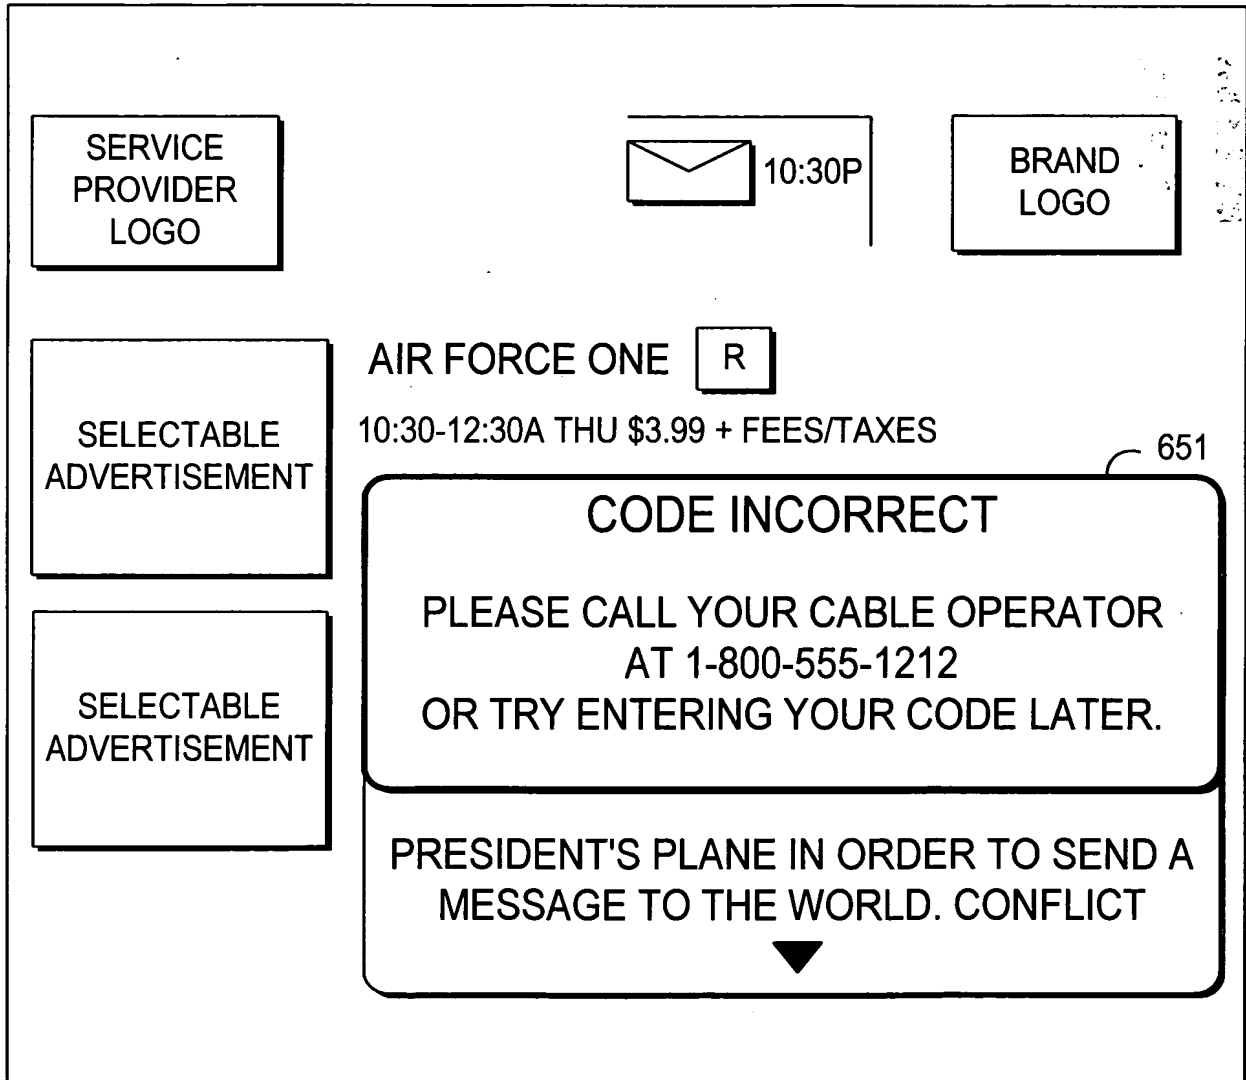 SERVICE
PROVIDER
LOGO
10:30P
BRAND
LOGO
AIR FORCE ONE R
10:30-12:30A THU $3.99 + FEES/TAXES
SELECTABLE
ADVERTISEMENT
651
CODE INCORRECT
PLEASE CALL YOUR CABLE OPERATOR
AT 1-800-555-1212
OR TRY ENTERING YOUR CODE LATER.
SELECTABLE
ADVERTISEMENT
PRESIDENT'S PLANE IN ORDER TO SEND A
MESSAGE TO THE WORLD. CONFLICT